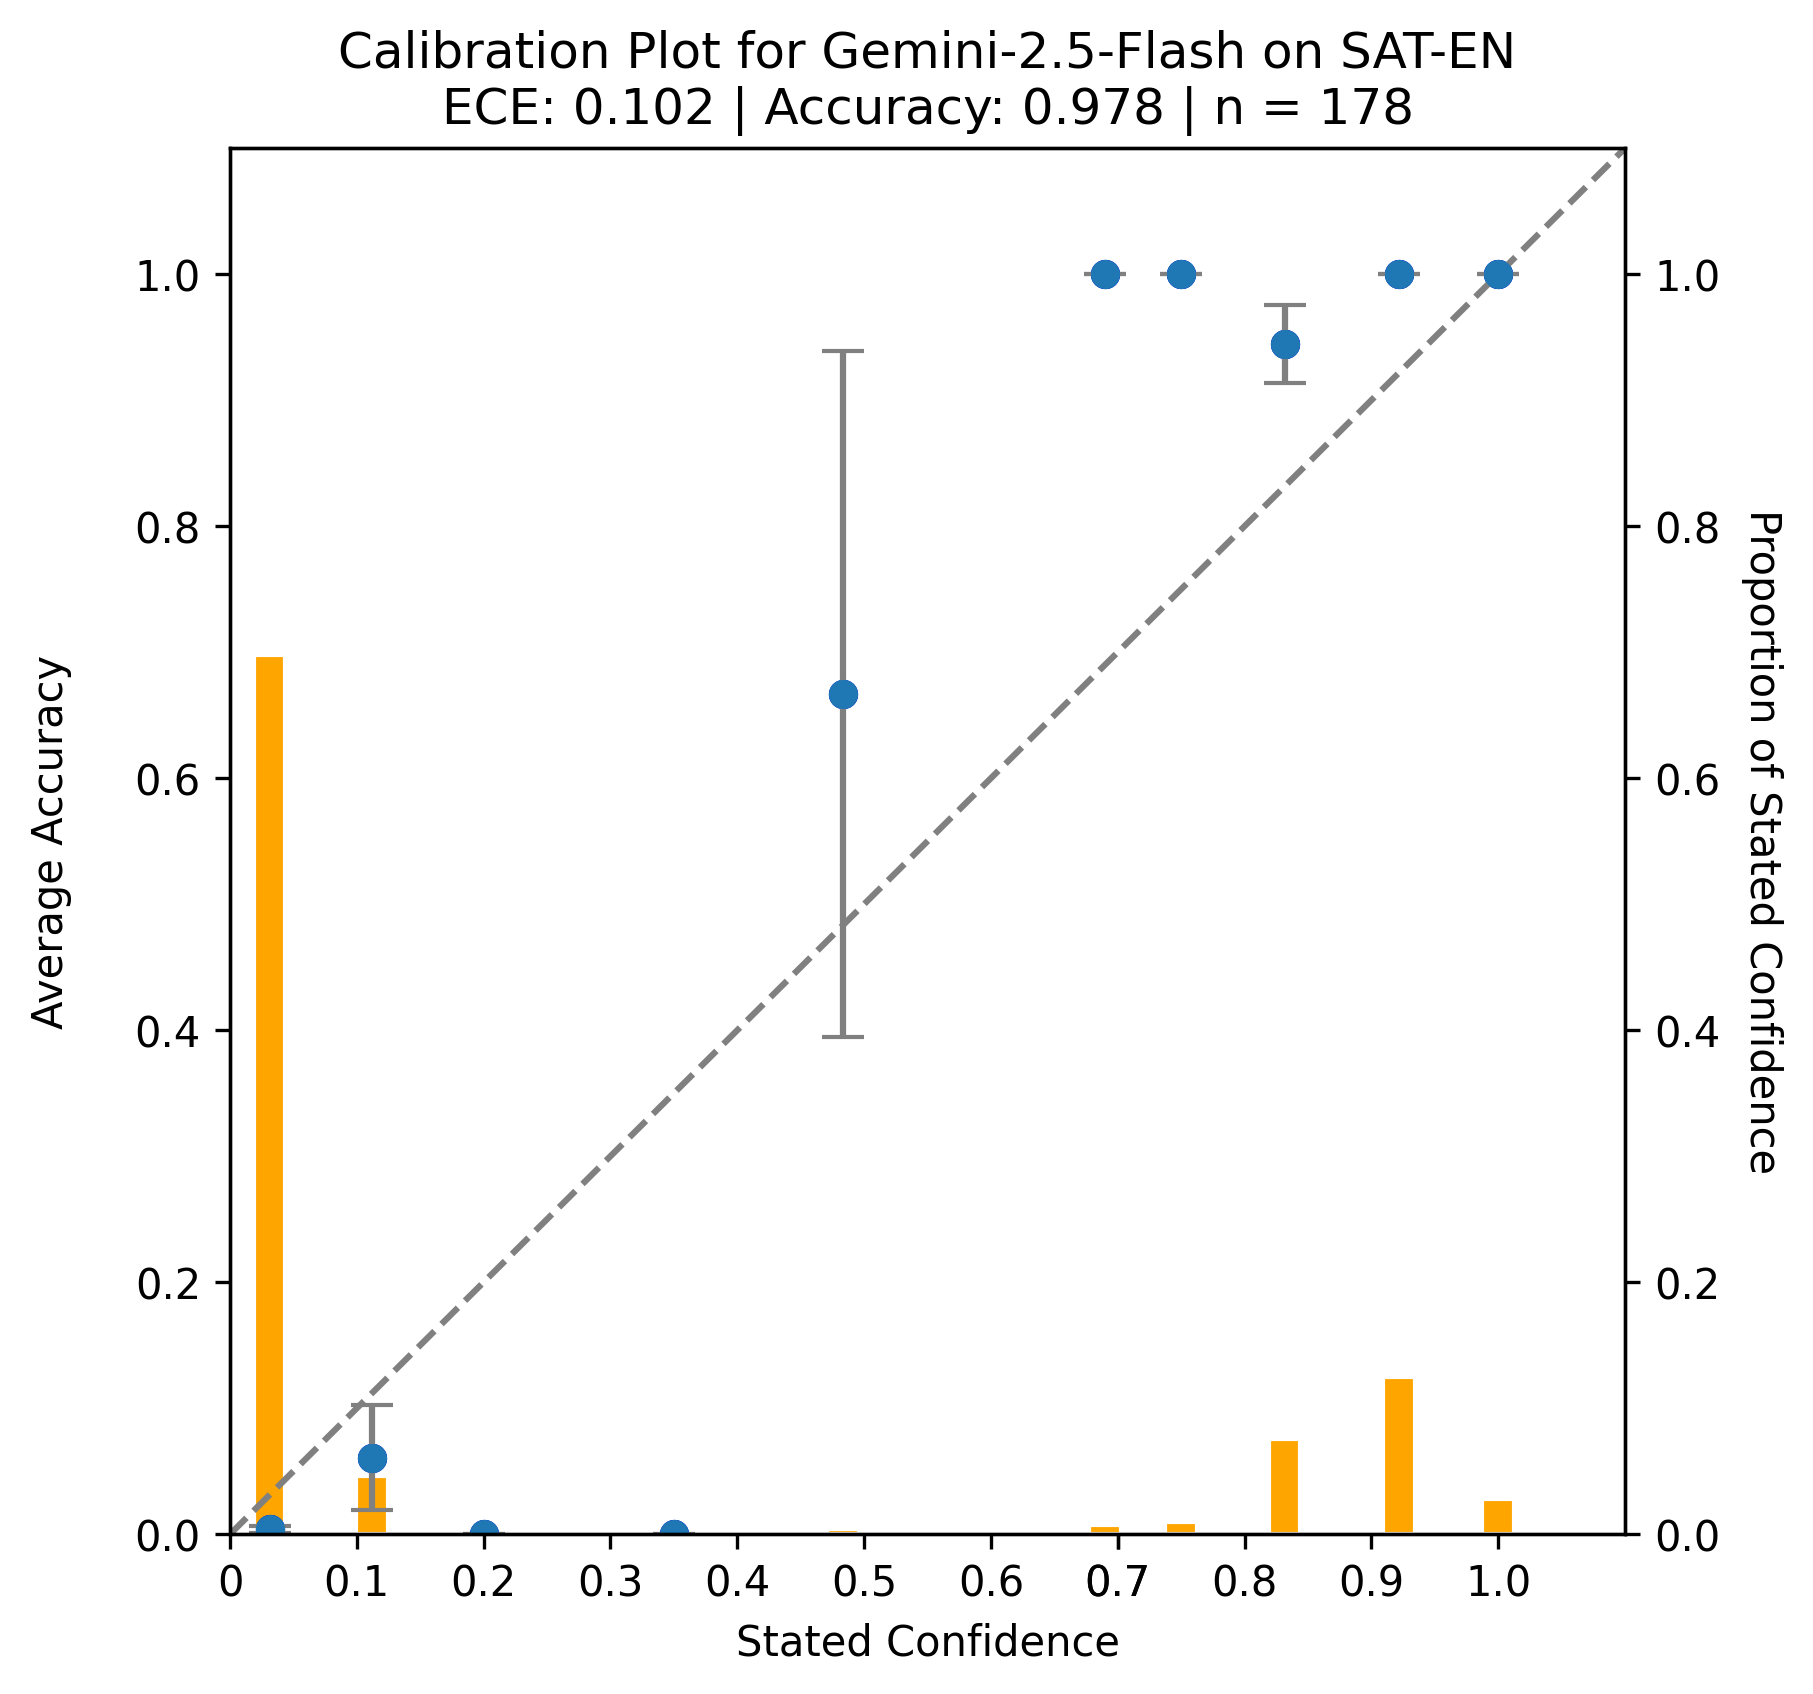 Calibration Plot for Gemini-2.5-Flash on SAT-EN
ECE: 0.102 | Accuracy: 0.978 | n = 178
Average Accuracy
1.0
0.8
0.6
0.4
0.2
0.0
1.0
0.8
0.6
0.4
0.2
0.0
Proportion of Stated Confidence
0 0.1 0.2 0.3 0.4 0.5 0.6 0.7 0.8 0.9 1.0
Stated Confidence